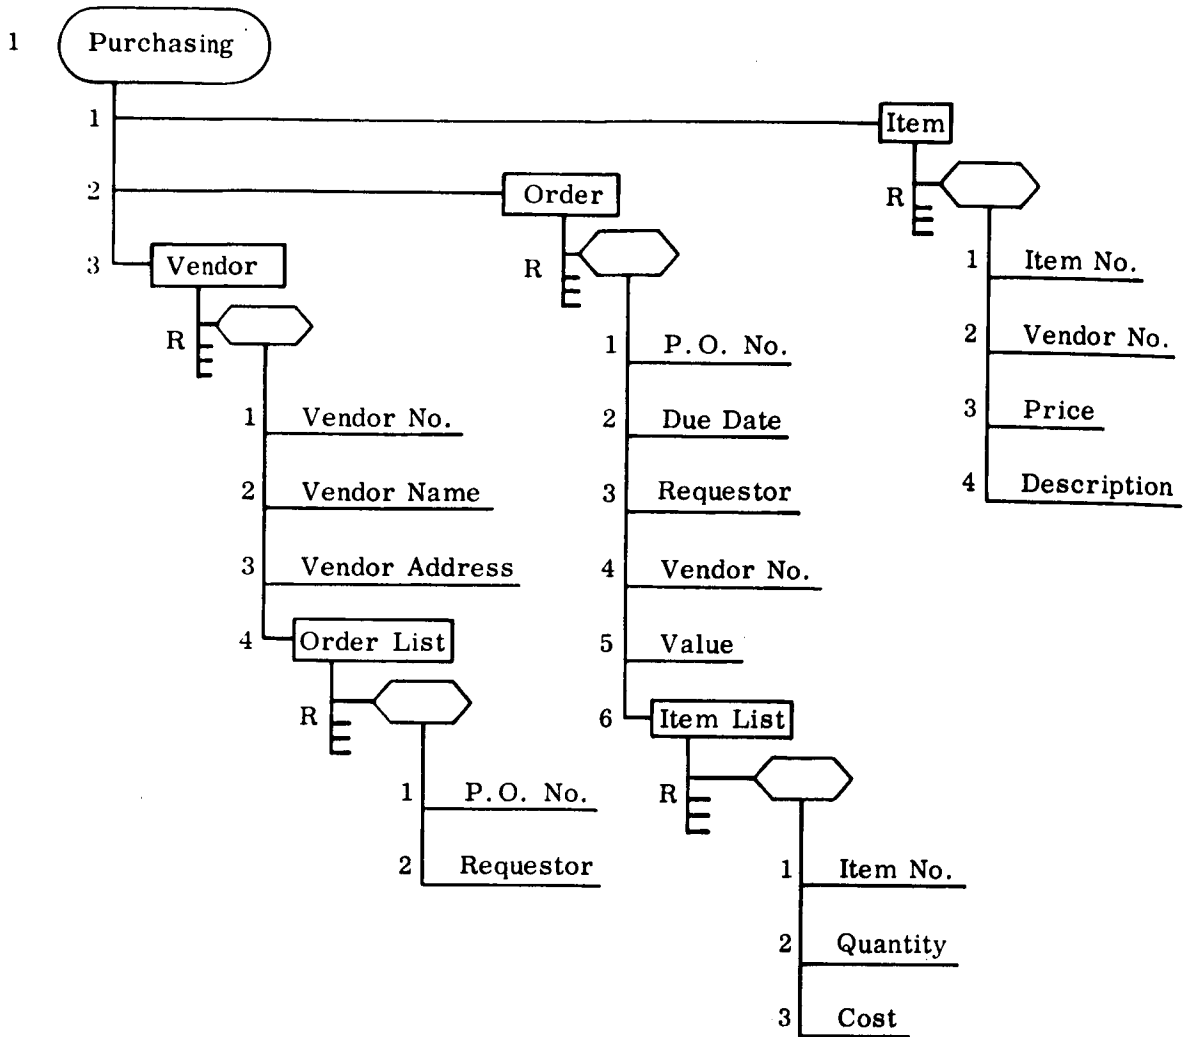 1 Purchasing
1 Item
R
1 Item No.
2 Vendor No.
3 Price
4 Description
2 Order
R
1 P.O. No.
2 Due Date
3 Requestor
4 Vendor No.
5 Value
6 Item List
R
1 Item No.
2 Quantity
3 Cost
3 Vendor
R
1 Vendor No.
2 Vendor Name
3 Vendor Address
4 Order List
R
1 P.O. No.
2 Requestor